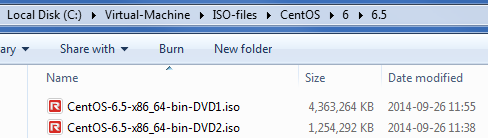 Local Disk (C:) ▸ Virtual-Machine ▸ ISO-files ▸ CentOS ▸ 6 ▸ 6.5
ary Share with Burn New folder
Name Size Date modified
CentOS-6.5-x86_64-bin-DVD1.iso 4,363,264 KB 2014-09-26 11:55
CentOS-6.5-x86_64-bin-DVD2.iso 1,254,292 KB 2014-09-26 11:38